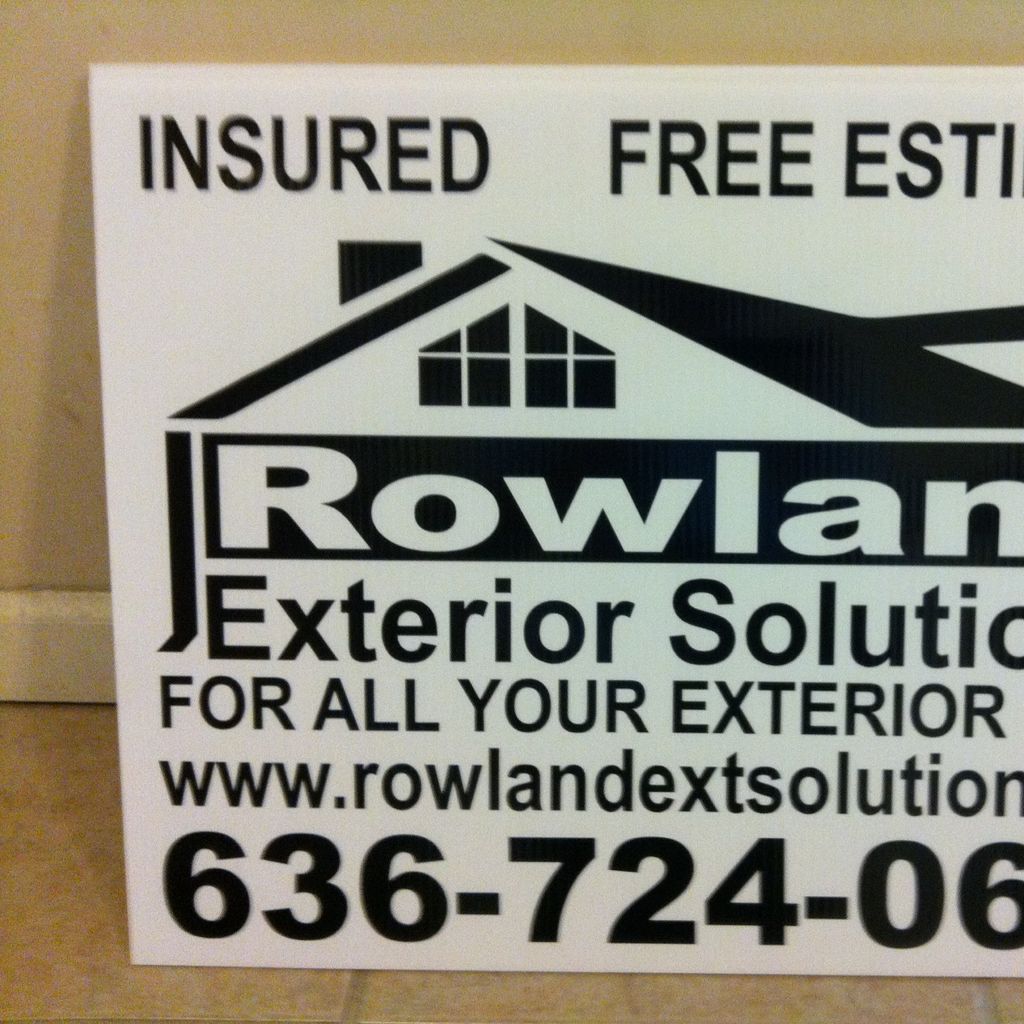 INSURED FREE ESTI
Rowlan
Exterior Solutio
FOR ALL YOUR EXTERIOR
www.rowlandextsolution
636-724-06